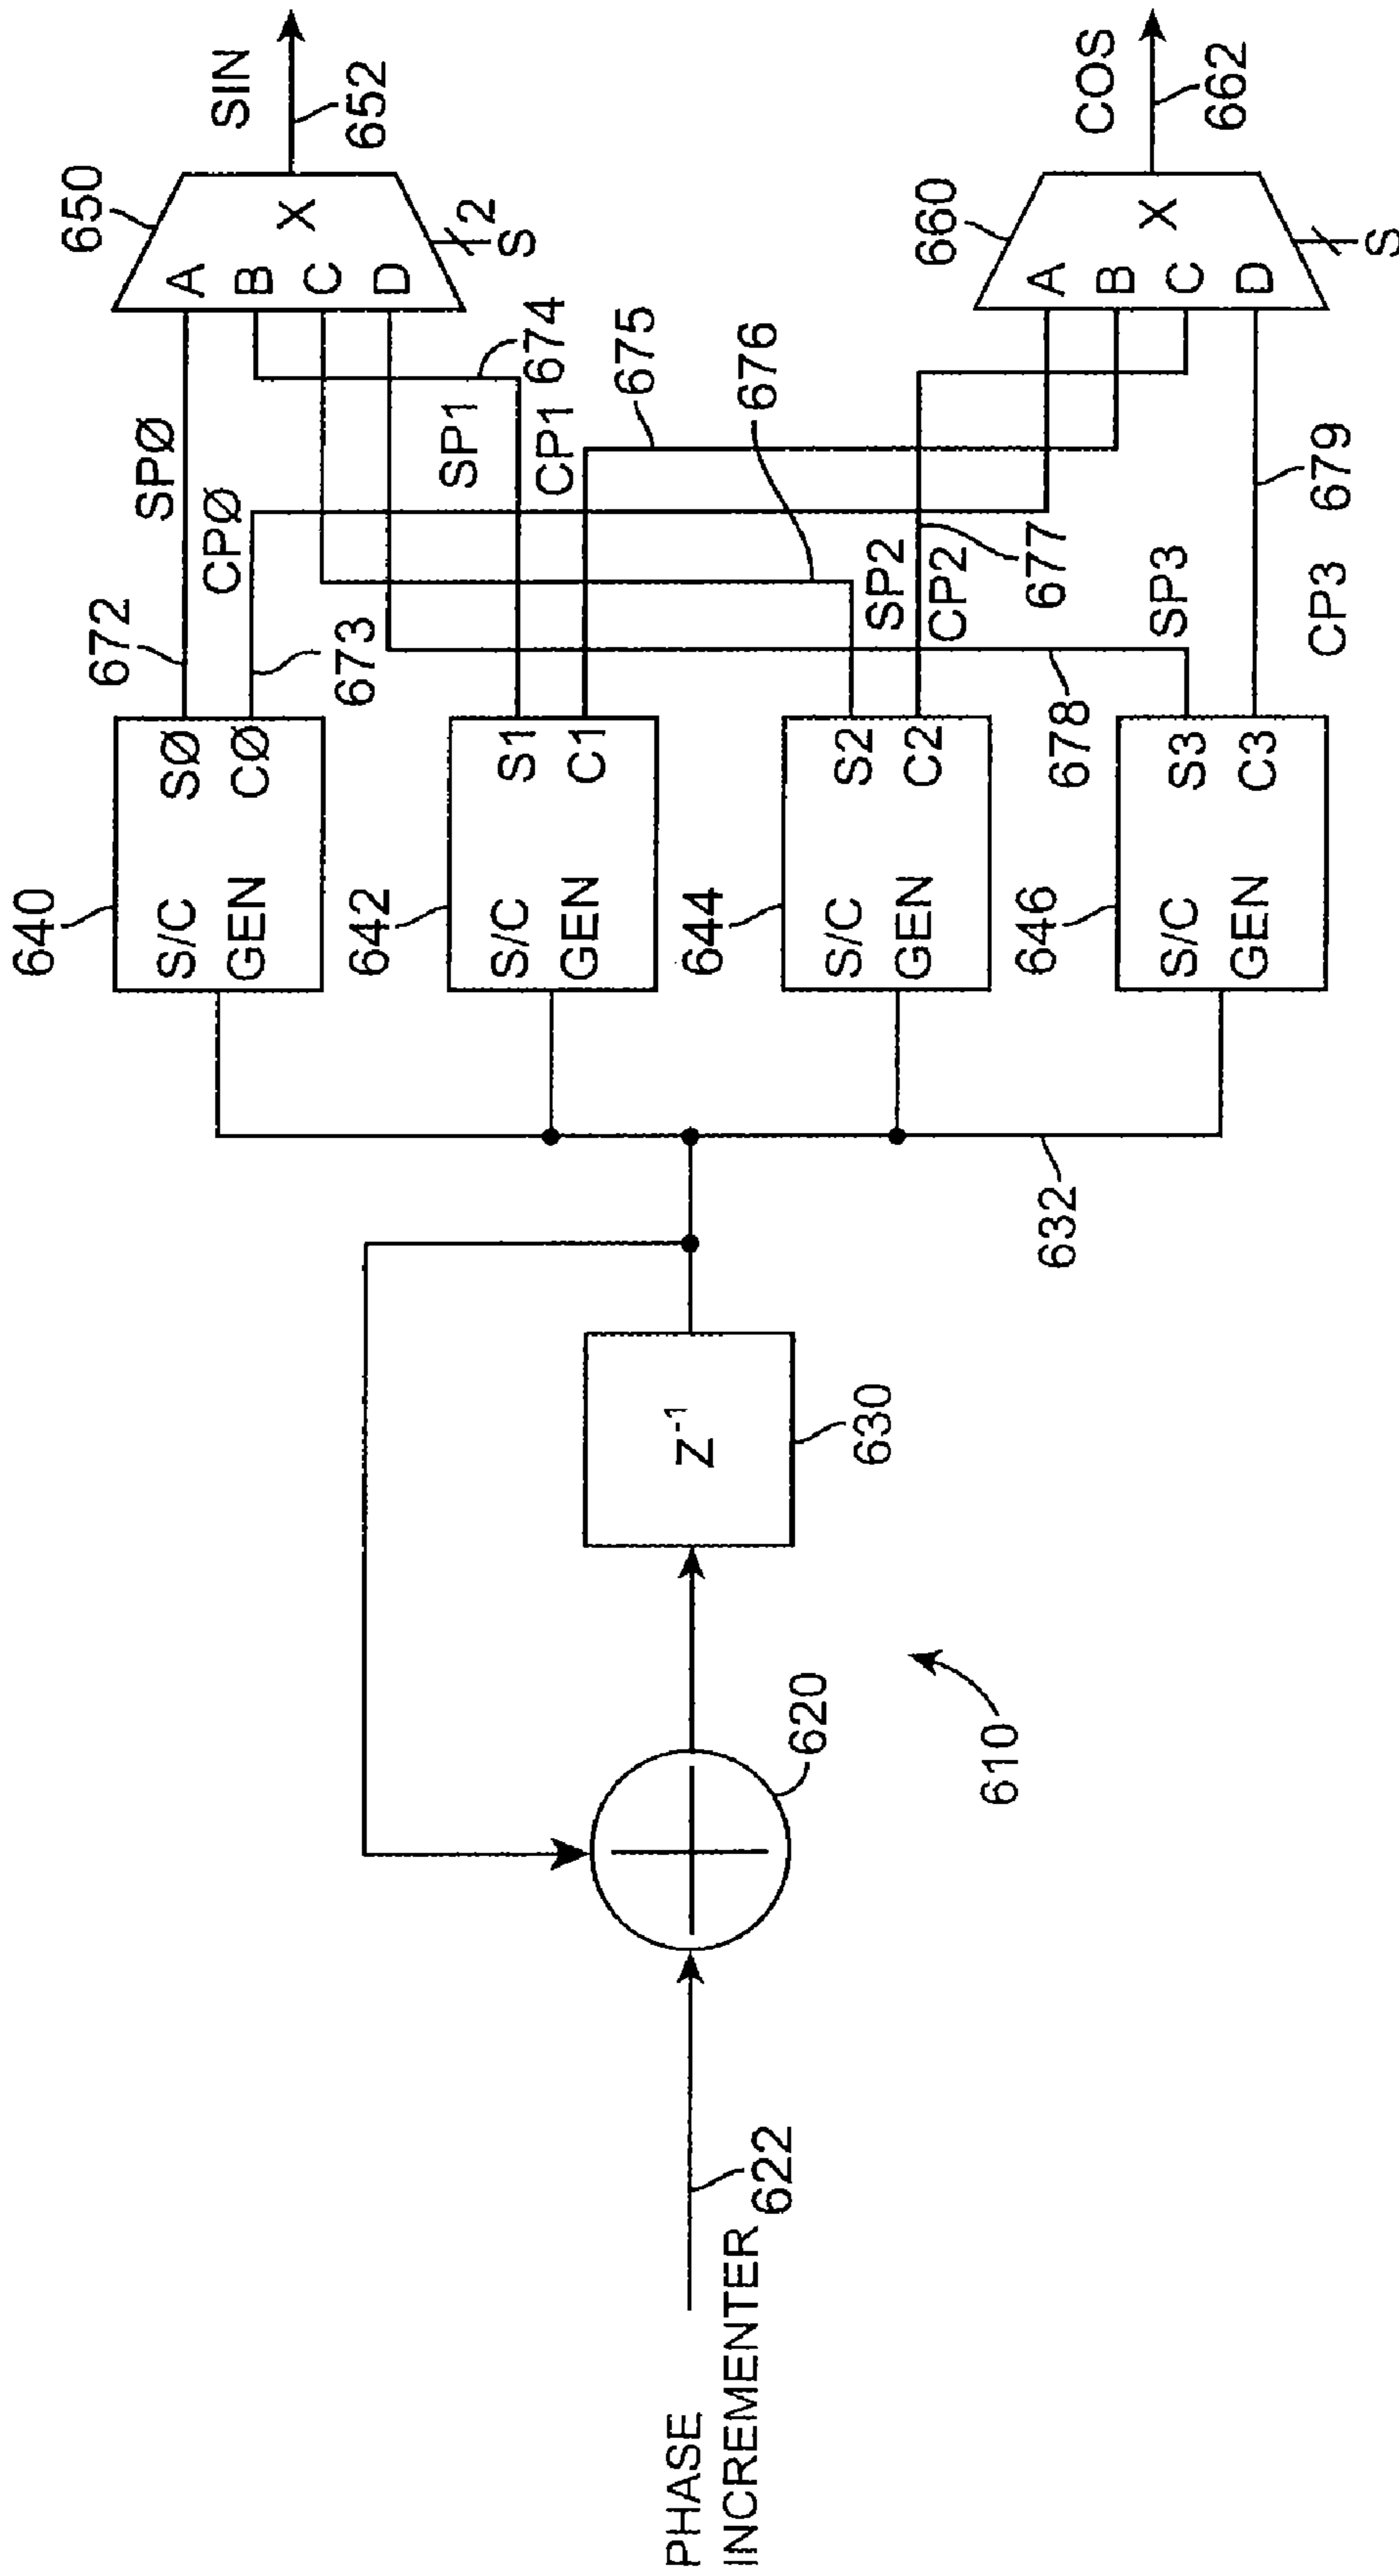 PHASE
INCREMENTER
622
620
610
Z⁻¹
630
632
640
S/C
GEN
SØ
CØ
642
S/C
GEN
S1
C1
644
S/C
GEN
S2
C2
646
S/C
GEN
S3
C3
672
SPØ
CPØ
673
SP1
674
CP1
675
676
SP2
CP2
677
678
SP3
CP3
679
650
A
B
C
D
X
2
S
SIN
652
660
A
B
C
D
X
S
COS
662